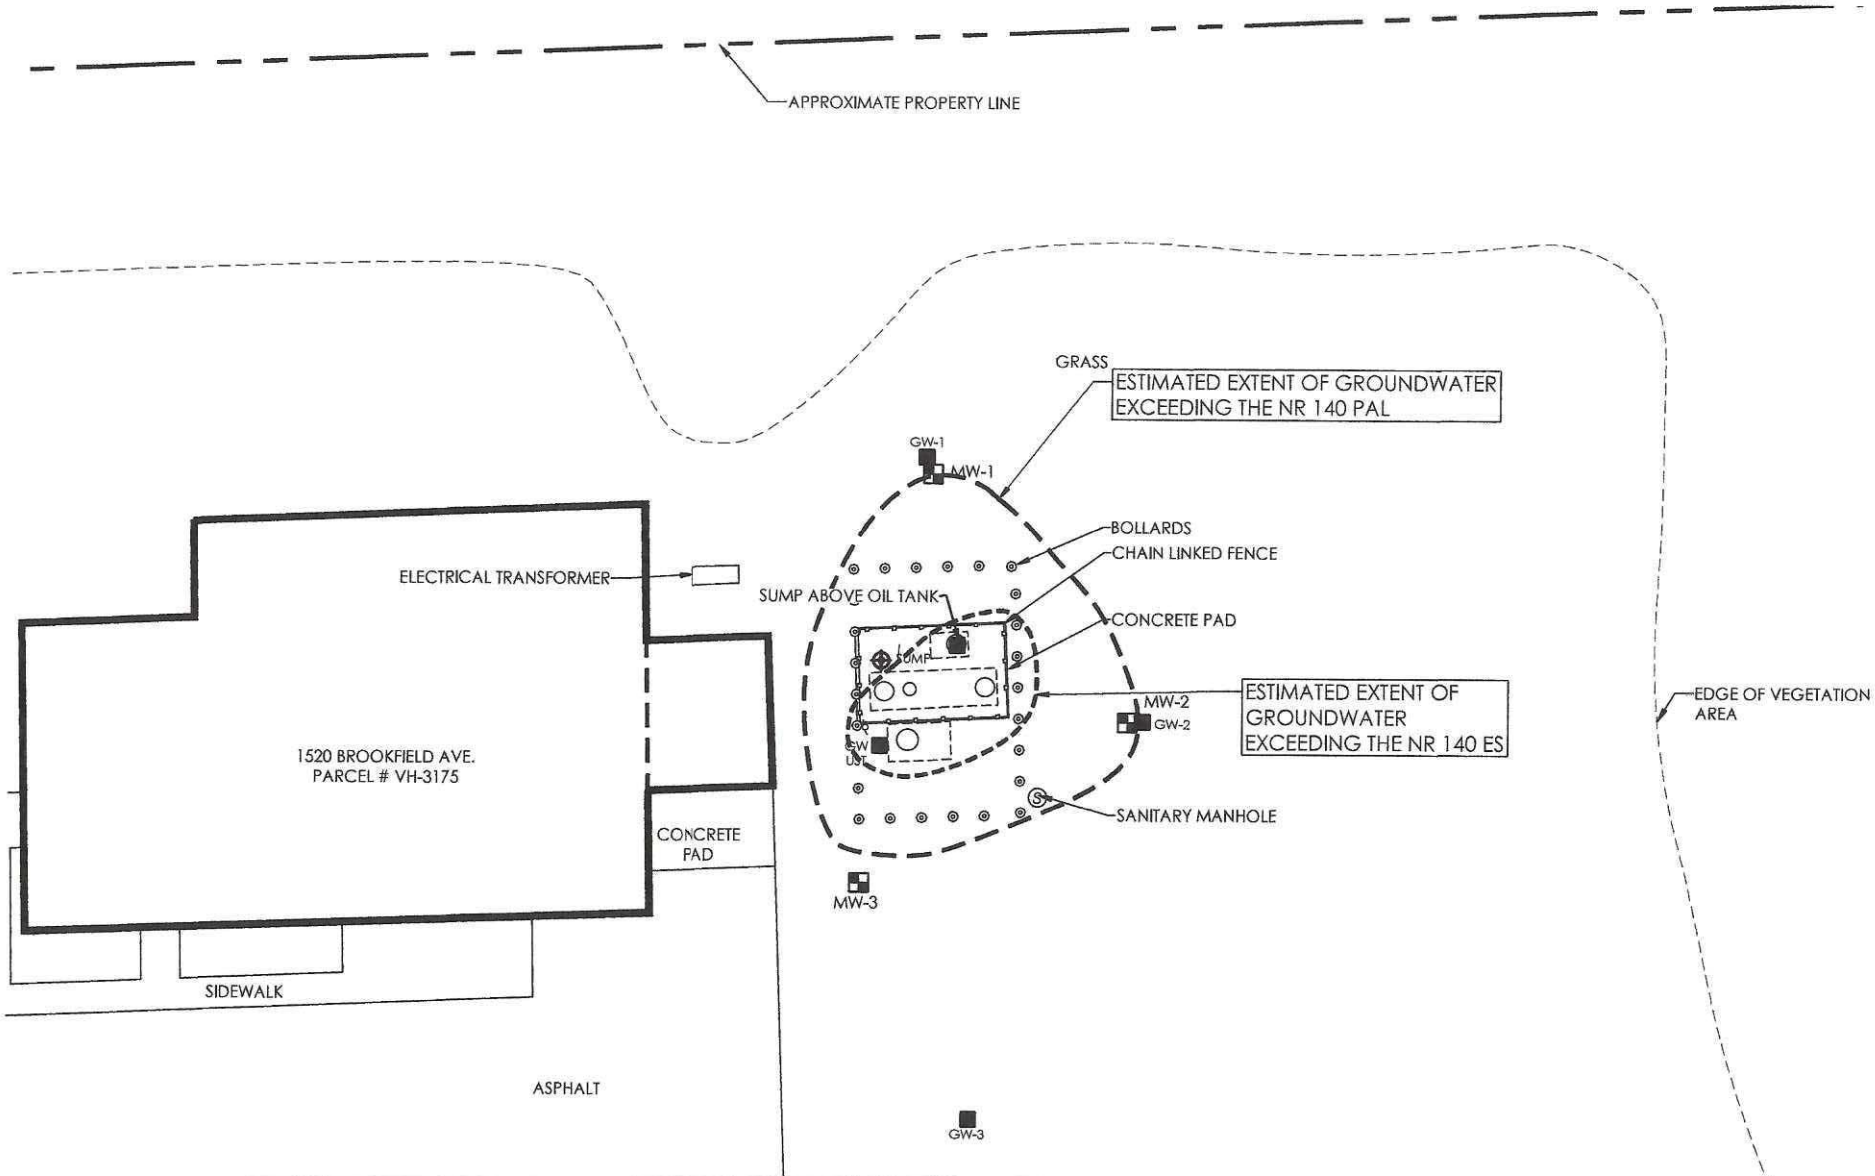 APPROXIMATE PROPERTY LINE
GRASS
ESTIMATED EXTENT OF GROUNDWATER
EXCEEDING THE NR 140 PAL
GW-1
MW-1
BOLLARDS
CHAIN LINKED FENCE
ELECTRICAL TRANSFORMER
SUMP ABOVE OIL TANK
CONCRETE PAD
SUMP
ESTIMATED EXTENT OF
GROUNDWATER
EXCEEDING THE NR 140 ES
MW-2
GW-2
EDGE OF VEGETATION
AREA
1520 BROOKFIELD AVE.
PARCEL # VH-3175
GW
UST
S
SANITARY MANHOLE
CONCRETE
PAD
MW-3
SIDEWALK
ASPHALT
GW-3